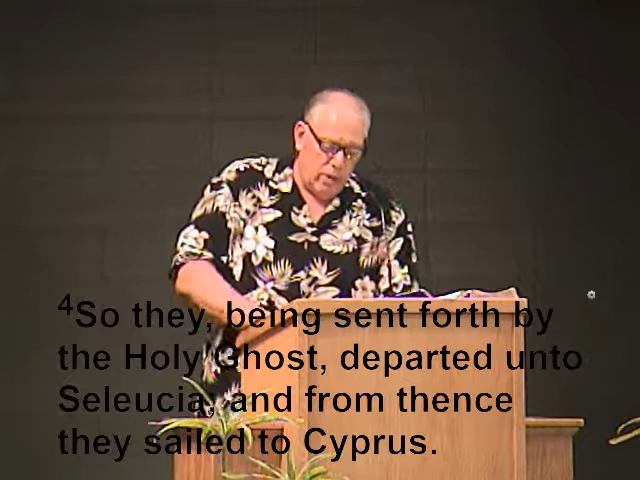 ⁴So they, being sent forth by
the Holy Ghost, departed unto
Seleucia; and from thence
they sailed to Cyprus.